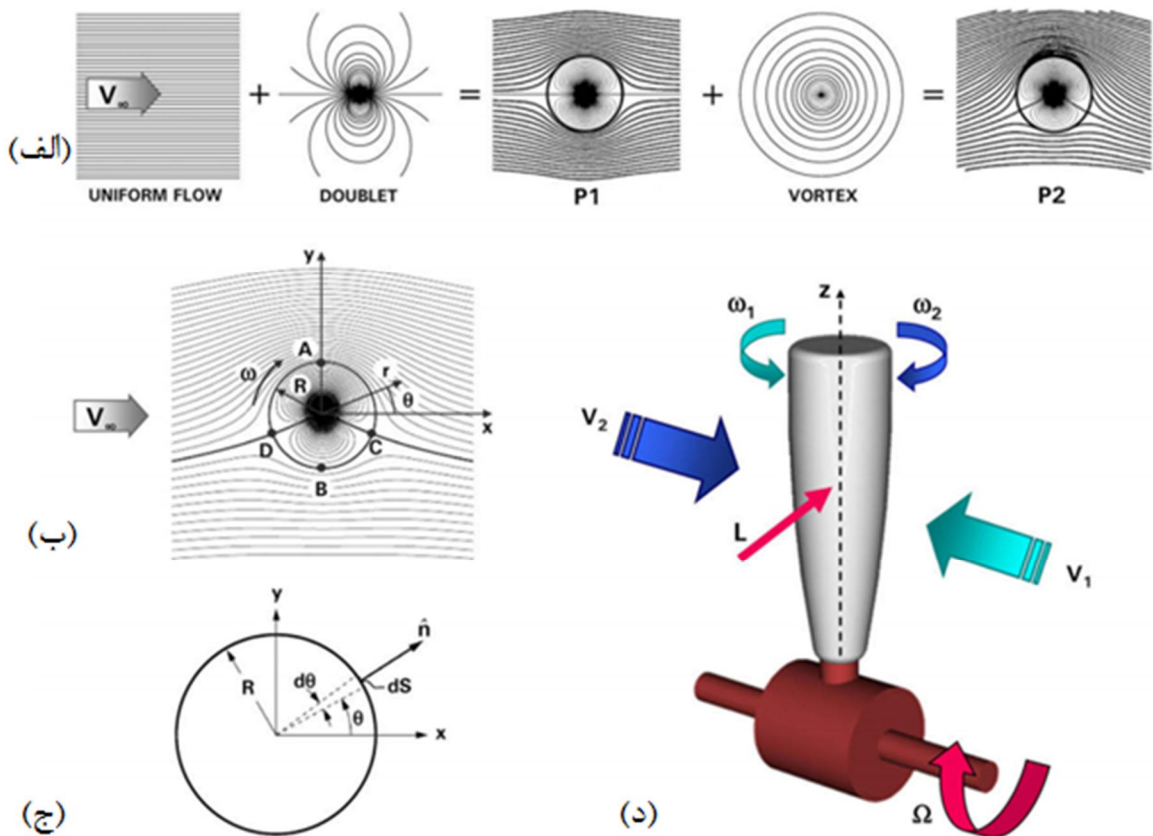 V∞ + = + =
(الف)
UNIFORM FLOW DOUBLET P1 VORTEX P2
y
A
ω R r θ
V∞ x
D C
B
(ب)
y
n̂
R dθ dS
θ x
(ج)
z
ω₁ ω₂
V₂
L
V₁
Ω
(د)